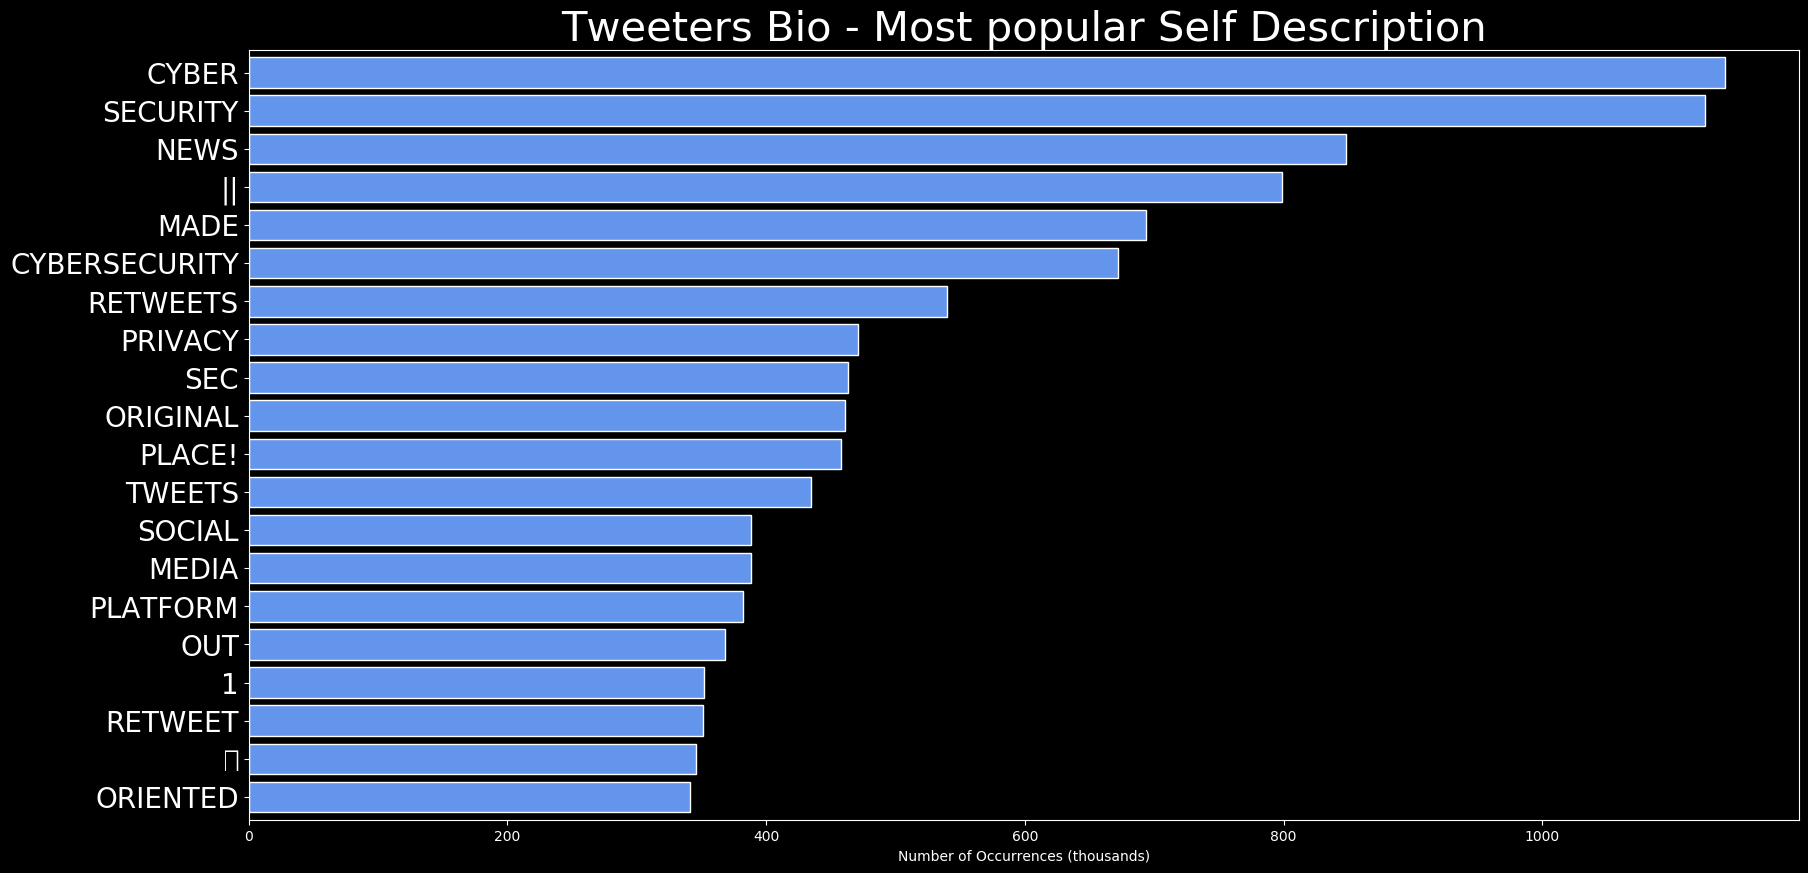 Tweeters Bio - Most popular Self Description
CYBER
SECURITY
NEWS
||
MADE
CYBERSECURITY
RETWEETS
PRIVACY
SEC
ORIGINAL
PLACE!
TWEETS
SOCIAL
MEDIA
PLATFORM
OUT
1
RETWEET
ORIENTED
0 200 400 600 800 1000
Number of Occurrences (thousands)